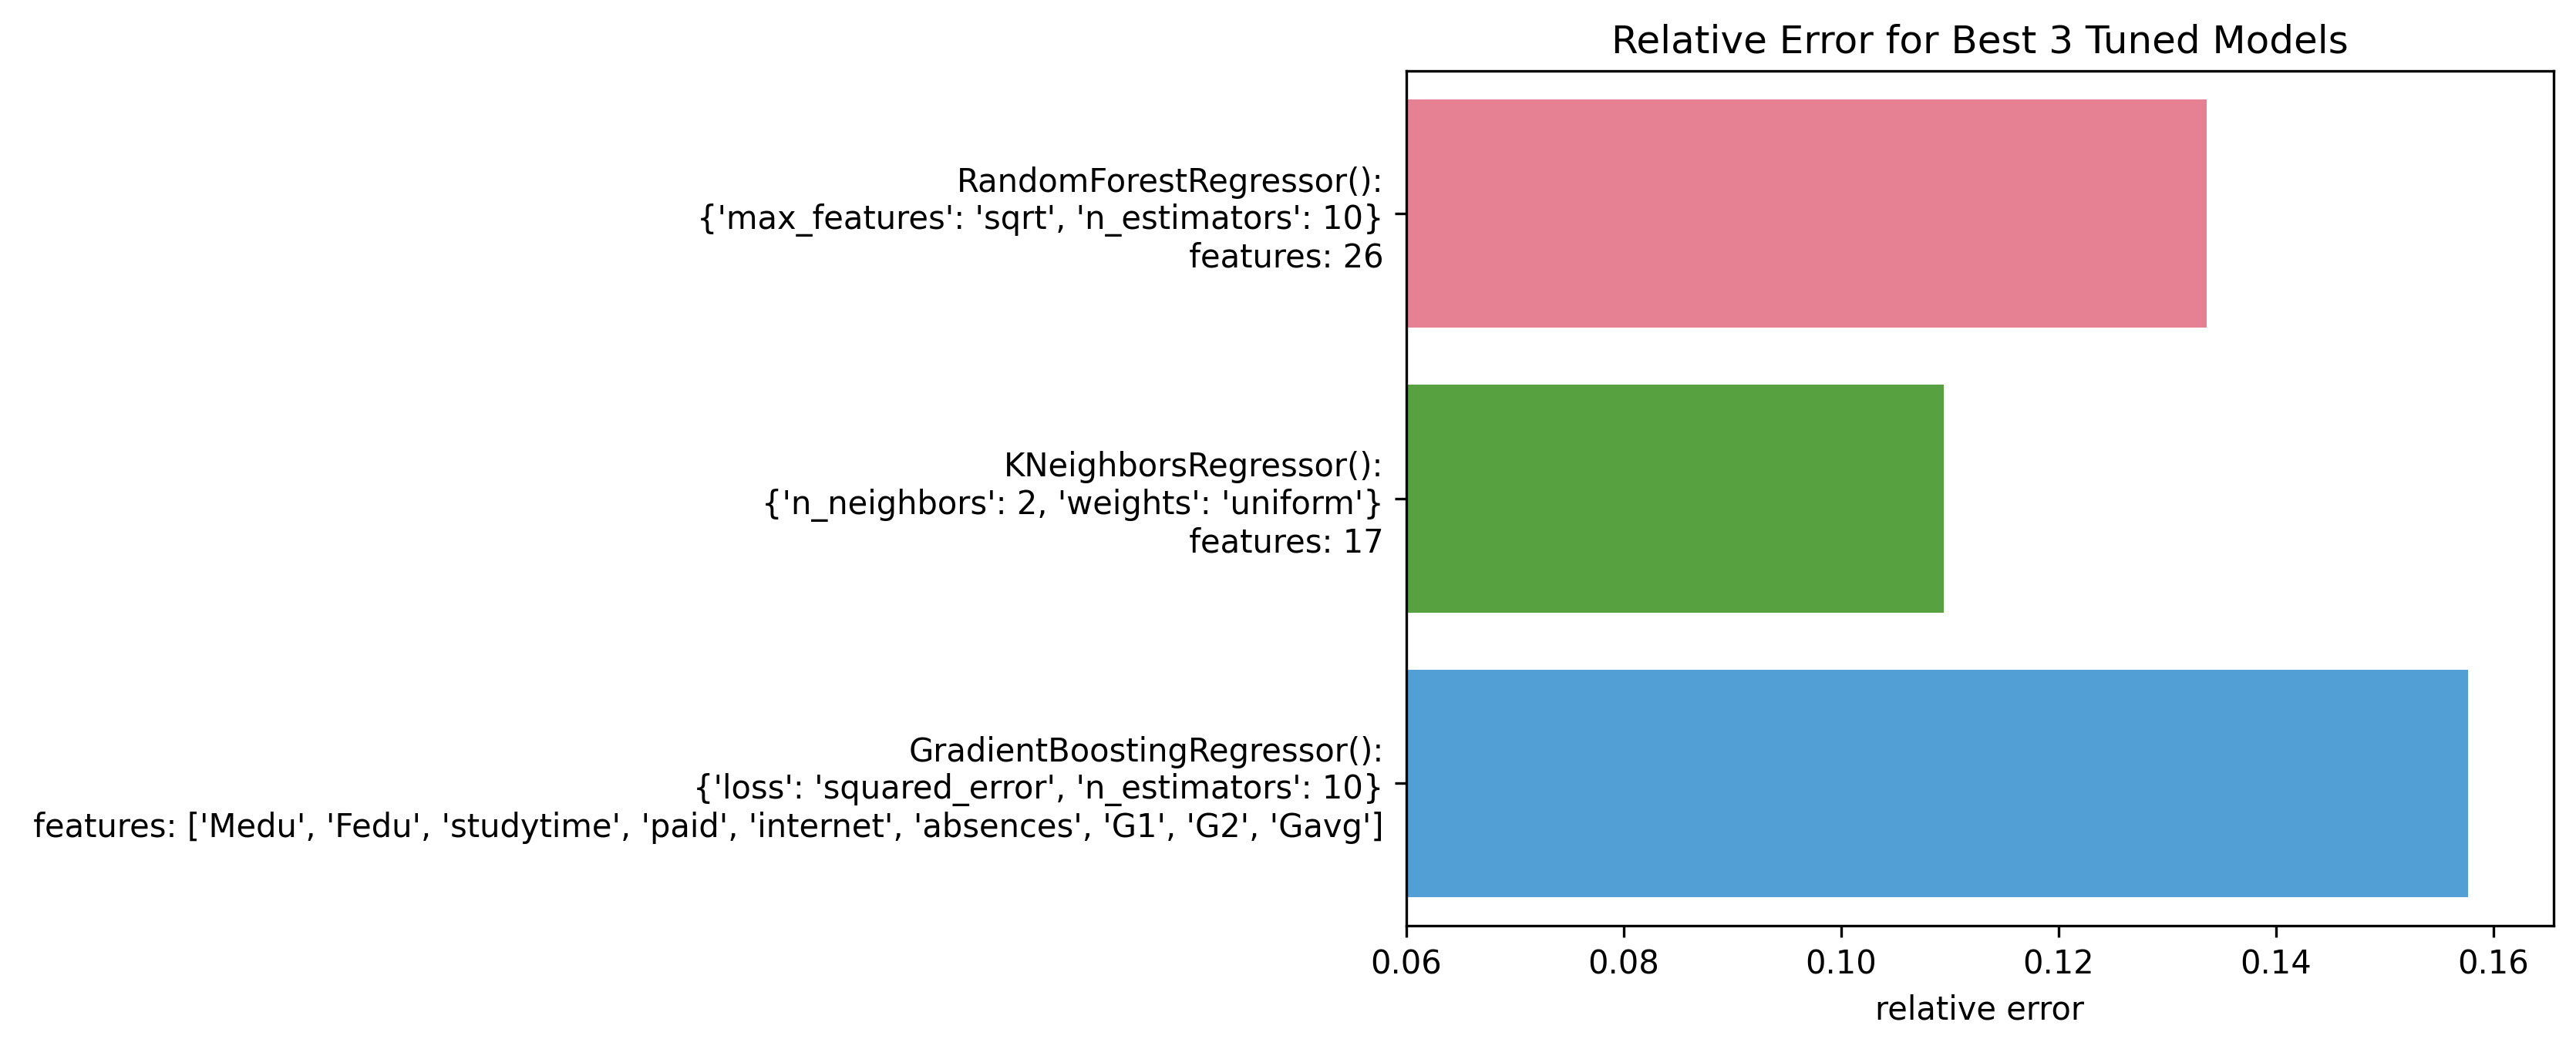 Relative Error for Best 3 Tuned Models
RandomForestRegressor():
{'max_features': 'sqrt', 'n_estimators': 10}
features: 26
KNeighborsRegressor():
{'n_neighbors': 2, 'weights': 'uniform'}
features: 17
GradientBoostingRegressor():
{'loss': 'squared_error', 'n_estimators': 10}
features: ['Medu', 'Fedu', 'studytime', 'paid', 'internet', 'absences', 'G1', 'G2', 'Gavg']
0.06 0.08 0.10 0.12 0.14 0.16
relative error